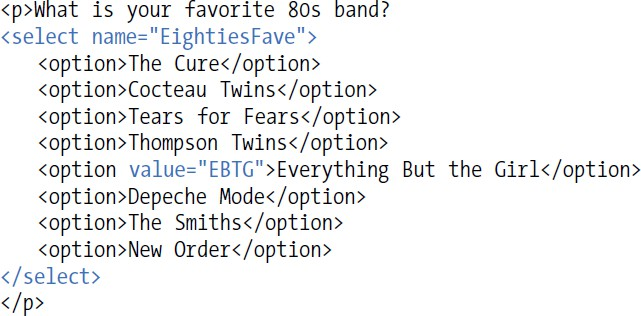 <p>What is your favorite 80s band?
<select name="EightiesFave">
<option>The Cure</option>
<option>Cocteau Twins</option>
<option>Tears for Fears</option>
<option>Thompson Twins</option>
<option value="EBTG">Everything But the Girl</option>
<option>Depeche Mode</option>
<option>The Smiths</option>
<option>New Order</option>
</select>
</p>